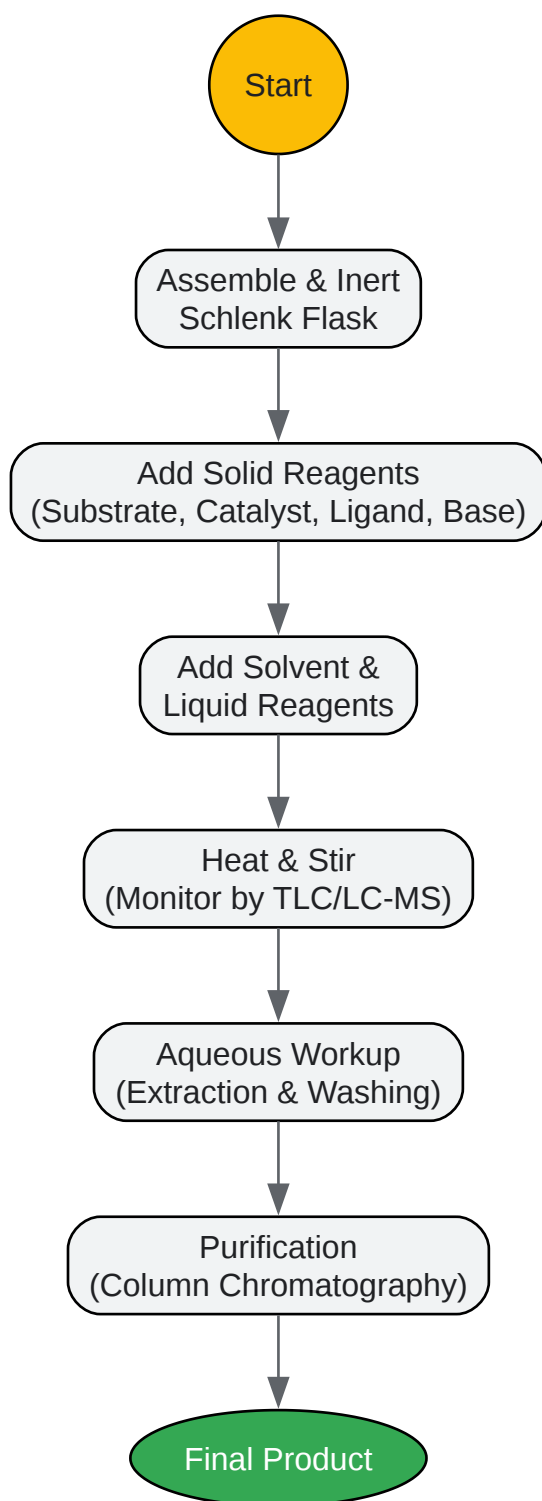 Start
Assemble & Inert
Schlenk Flask
Add Solid Reagents
(Substrate, Catalyst, Ligand, Base)
Add Solvent &
Liquid Reagents
Heat & Stir
(Monitor by TLC/LC-MS)
Aqueous Workup
(Extraction & Washing)
Purification
(Column Chromatography)
Final Product